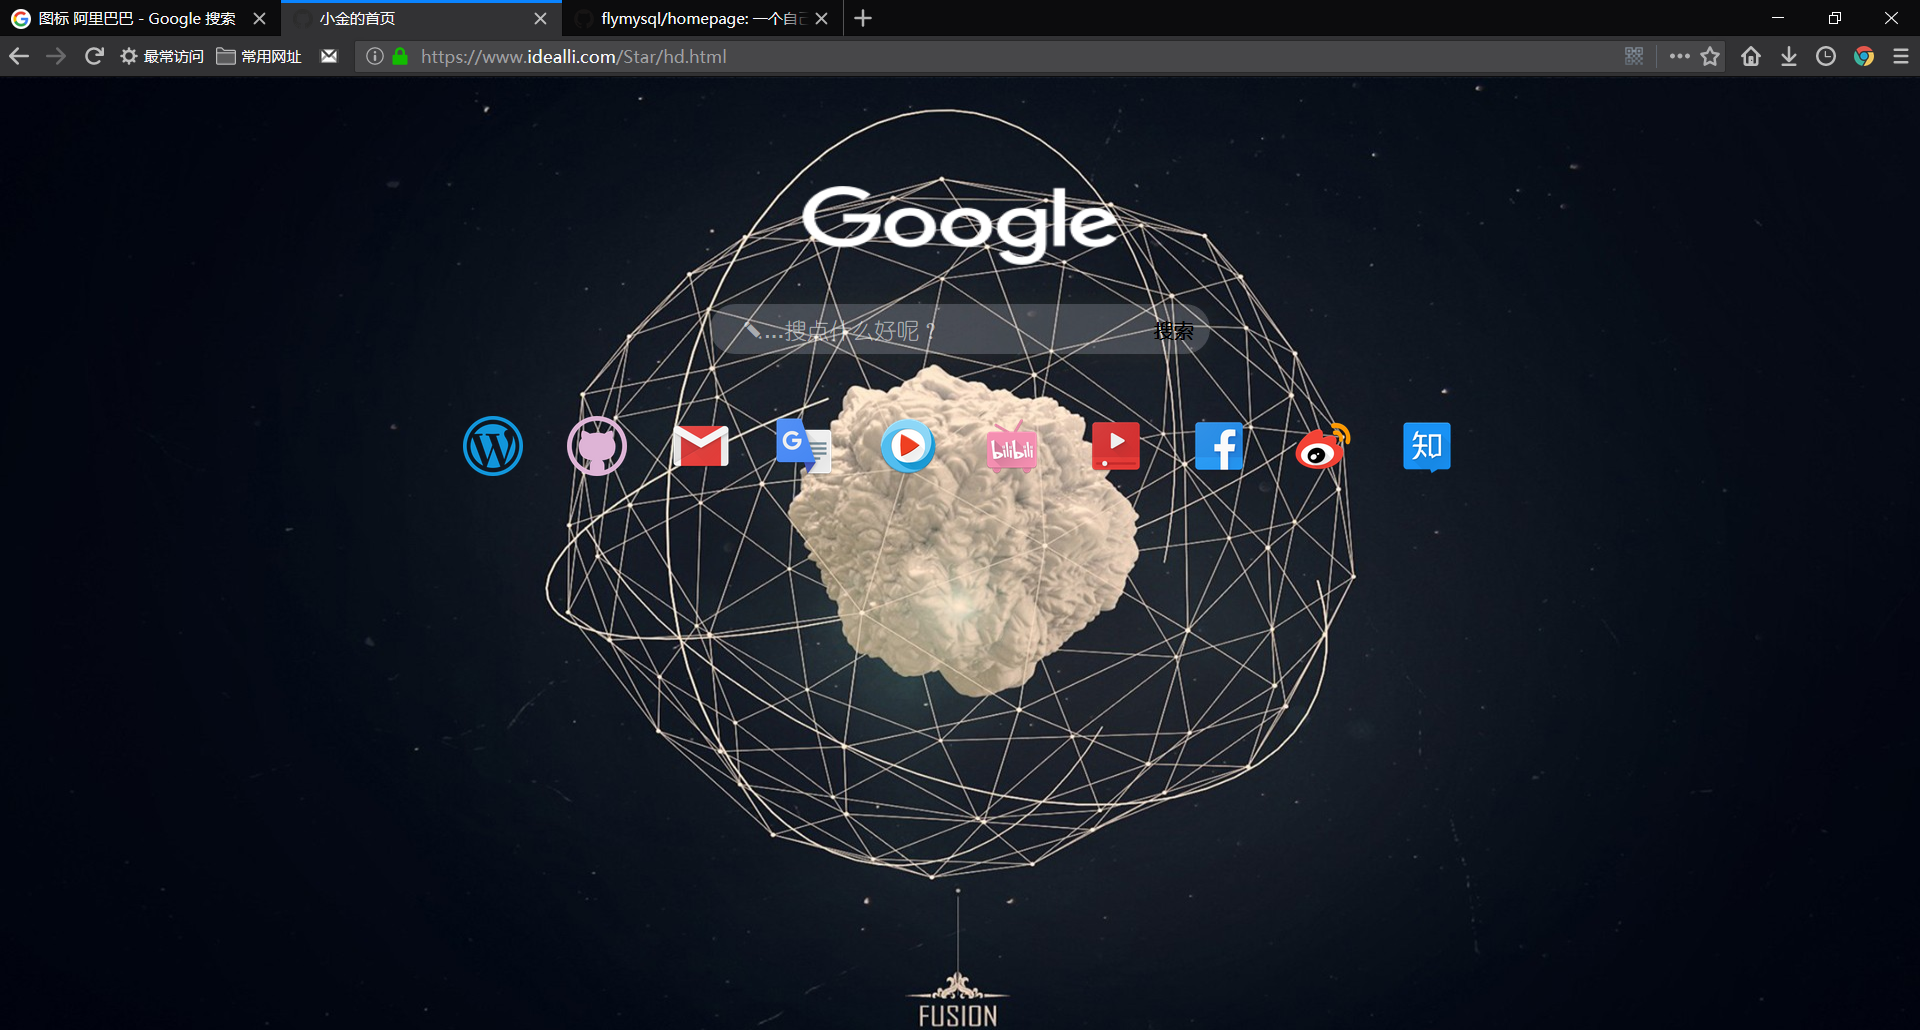 图标 阿里巴巴 - Google 搜索
小金的首页
flymysql/homepage: 一个自己
最常访问
常用网址
https://www.idealli.com/Star/hd.html
Google
....搜点什么好呢？
搜索
G
bilibili
f
知
FUSION